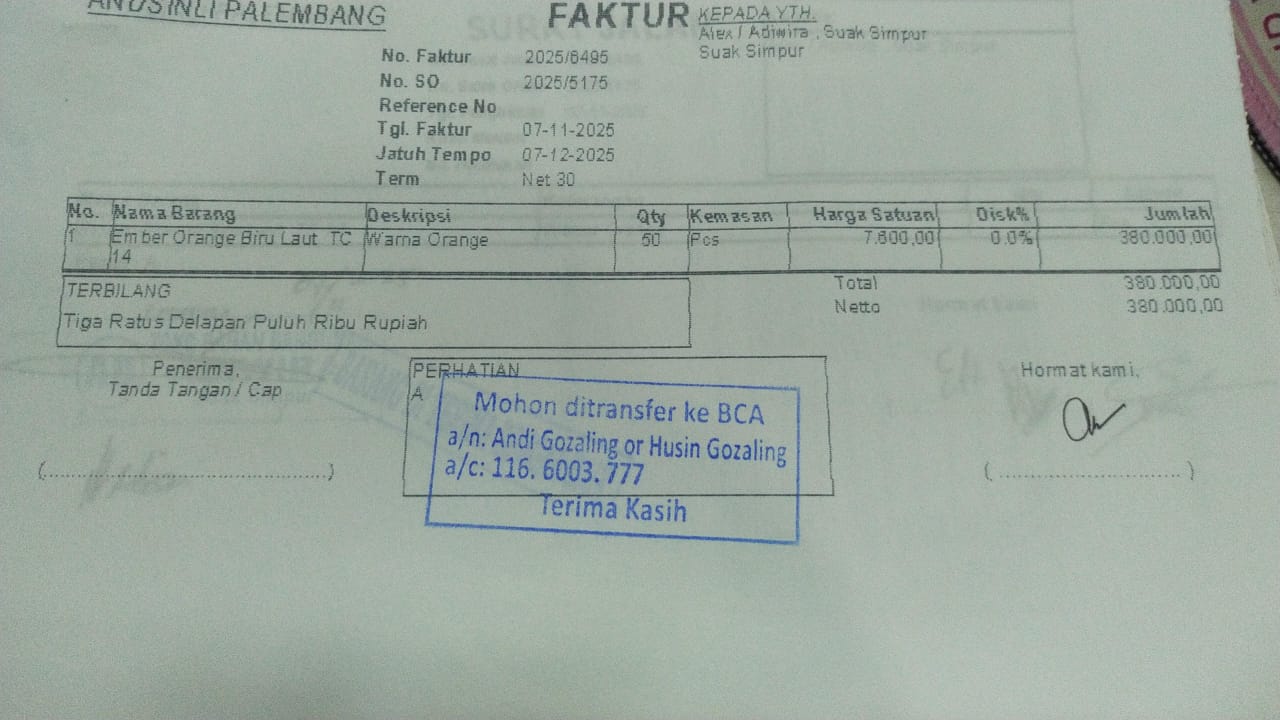 PALEMBANG
FAKTUR
KEPADA YTH.
Alex / Adiwira , Suak Simpur
Suak Simpur
No. Faktur 2025/6495
No. SO 2025/5175
Reference No
Tgl. Faktur 07-11-2025
Jatuh Tempo 07-12-2025
Term Net 30
No. Nama Barang Deskripsi Qty Kemasan Harga Satuan Disk% Jumlah
1 Ember Orange Biru Laut TC Warna Orange 50 Pcs 7.600,00 0.0% 380.000,00
14
Total 380.000,00
Netto 380.000,00
TERBILANG
Tiga Ratus Delapan Puluh Ribu Rupiah
Penerima,
Tanda Tangan / Cap
(................................................)
PERHATIAN
A
Mohon ditransfer ke BCA
a/n: Andi Gozaling or Husin Gozaling
a/c: 116. 6003. 777
Terima Kasih
Hormat kami,
(................................)